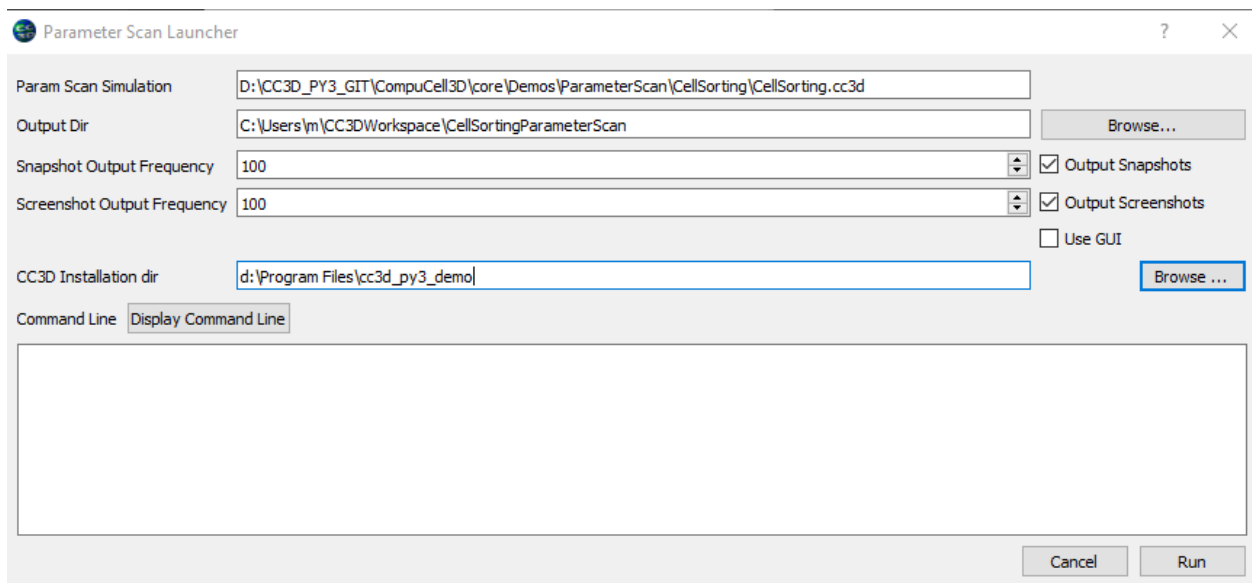 Parameter Scan Launcher ?
Param Scan Simulation D:\CC3D_PY3_GIT\CompuCell3D\core\Demos\ParameterScan\CellSorting\CellSorting.cc3d
Output Dir C:\Users\m\CC3DWorkspace\CellSortingParameterScan Browse...
Snapshot Output Frequency 100 Output Snapshots
Screenshot Output Frequency 100 Output Screenshots
Use GUI
CC3D Installation dir d:\Program Files\cc3d_py3_demo Browse ...
Command Line Display Command Line
Cancel Run